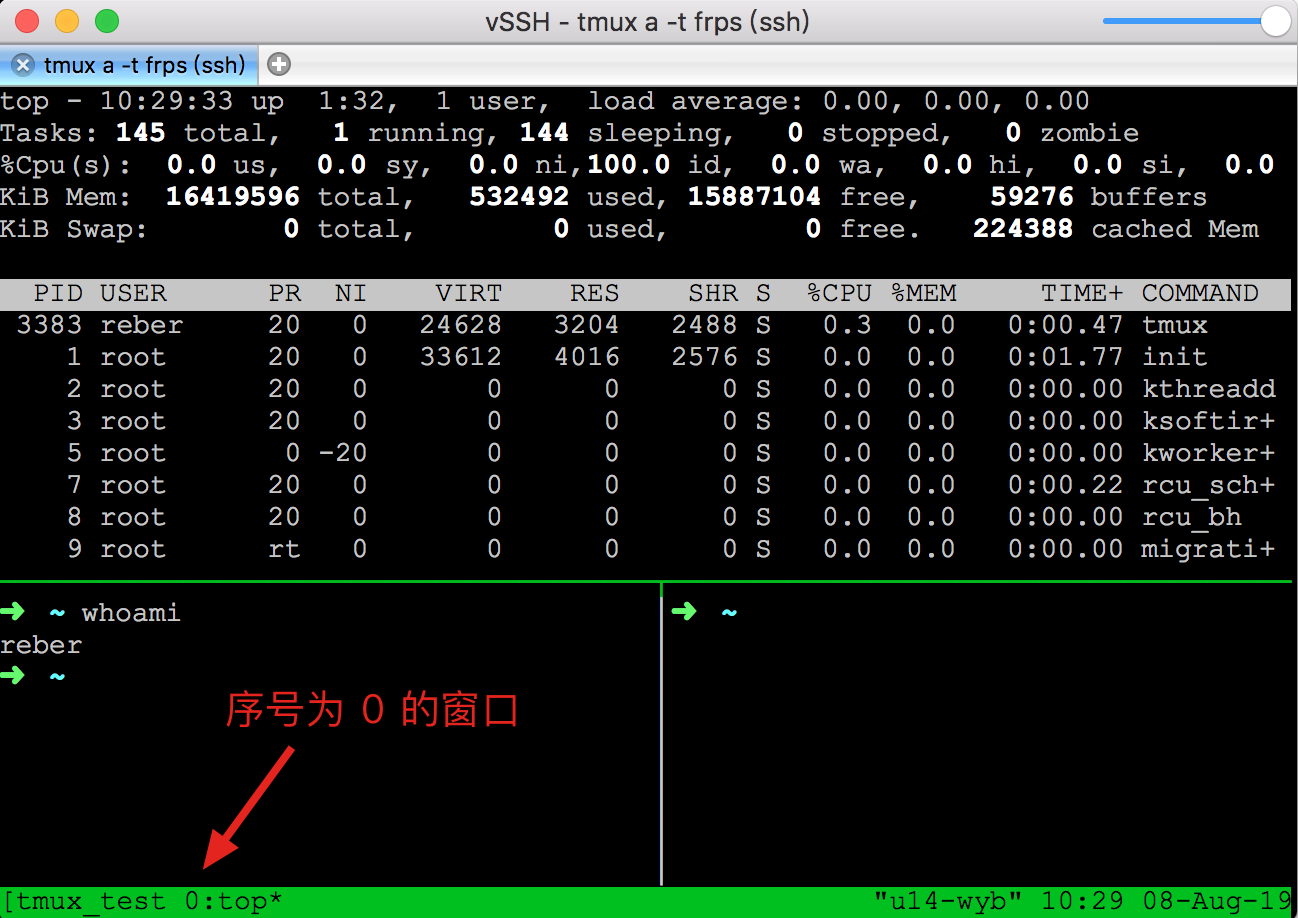 vSSH - tmux a -t frps (ssh)
tmux a -t frps (ssh)
top - 10:29:33 up  1:32,  1 user,  load average: 0.00, 0.00, 0.00
Tasks: 145 total,   1 running, 144 sleeping,   0 stopped,   0 zombie
%Cpu(s):  0.0 us,  0.0 sy,  0.0 ni,100.0 id,  0.0 wa,  0.0 hi,  0.0 si,  0.0
KiB Mem:  16419596 total,   532492 used, 15887104 free,    59276 buffers
KiB Swap:        0 total,        0 used,        0 free.   224388 cached Mem
PID USER      PR  NI    VIRT    RES    SHR S  %CPU %MEM     TIME+ COMMAND
3383 reber     20   0   24628   3204   2488 S   0.3  0.0   0:00.47 tmux
1 root      20   0   33612   4016   2576 S   0.0  0.0   0:01.77 init
2 root      20   0       0      0      0 S   0.0  0.0   0:00.00 kthreadd
3 root      20   0       0      0      0 S   0.0  0.0   0:00.00 ksoftir+
5 root       0 -20       0      0      0 S   0.0  0.0   0:00.00 kworker+
7 root      20   0       0      0      0 S   0.0  0.0   0:00.22 rcu_sch+
8 root      20   0       0      0      0 S   0.0  0.0   0:00.00 rcu_bh
9 root      rt   0       0      0      0 S   0.0  0.0   0:00.00 migrati+
➜  ~ whoami
reber
➜  ~
➜  ~
序号为 0 的窗口
[tmux_test 0:top*
"u14-wyb" 10:29 08-Aug-19